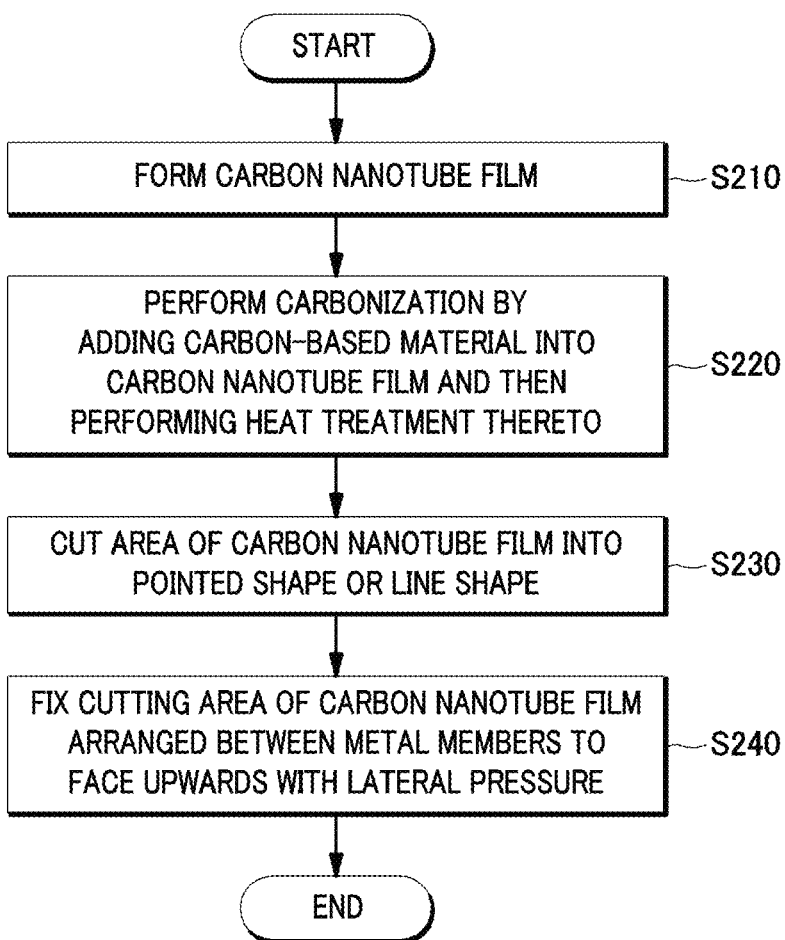 START
FORM CARBON NANOTUBE FILM
S210
PERFORM CARBONIZATION BY
ADDING CARBON-BASED MATERIAL INTO
CARBON NANOTUBE FILM AND THEN
PERFORMING HEAT TREATMENT THERETO
S220
CUT AREA OF CARBON NANOTUBE FILM INTO
POINTED SHAPE OR LINE SHAPE
S230
FIX CUTTING AREA OF CARBON NANOTUBE FILM
ARRANGED BETWEEN METAL MEMBERS TO
FACE UPWARDS WITH LATERAL PRESSURE
S240
END